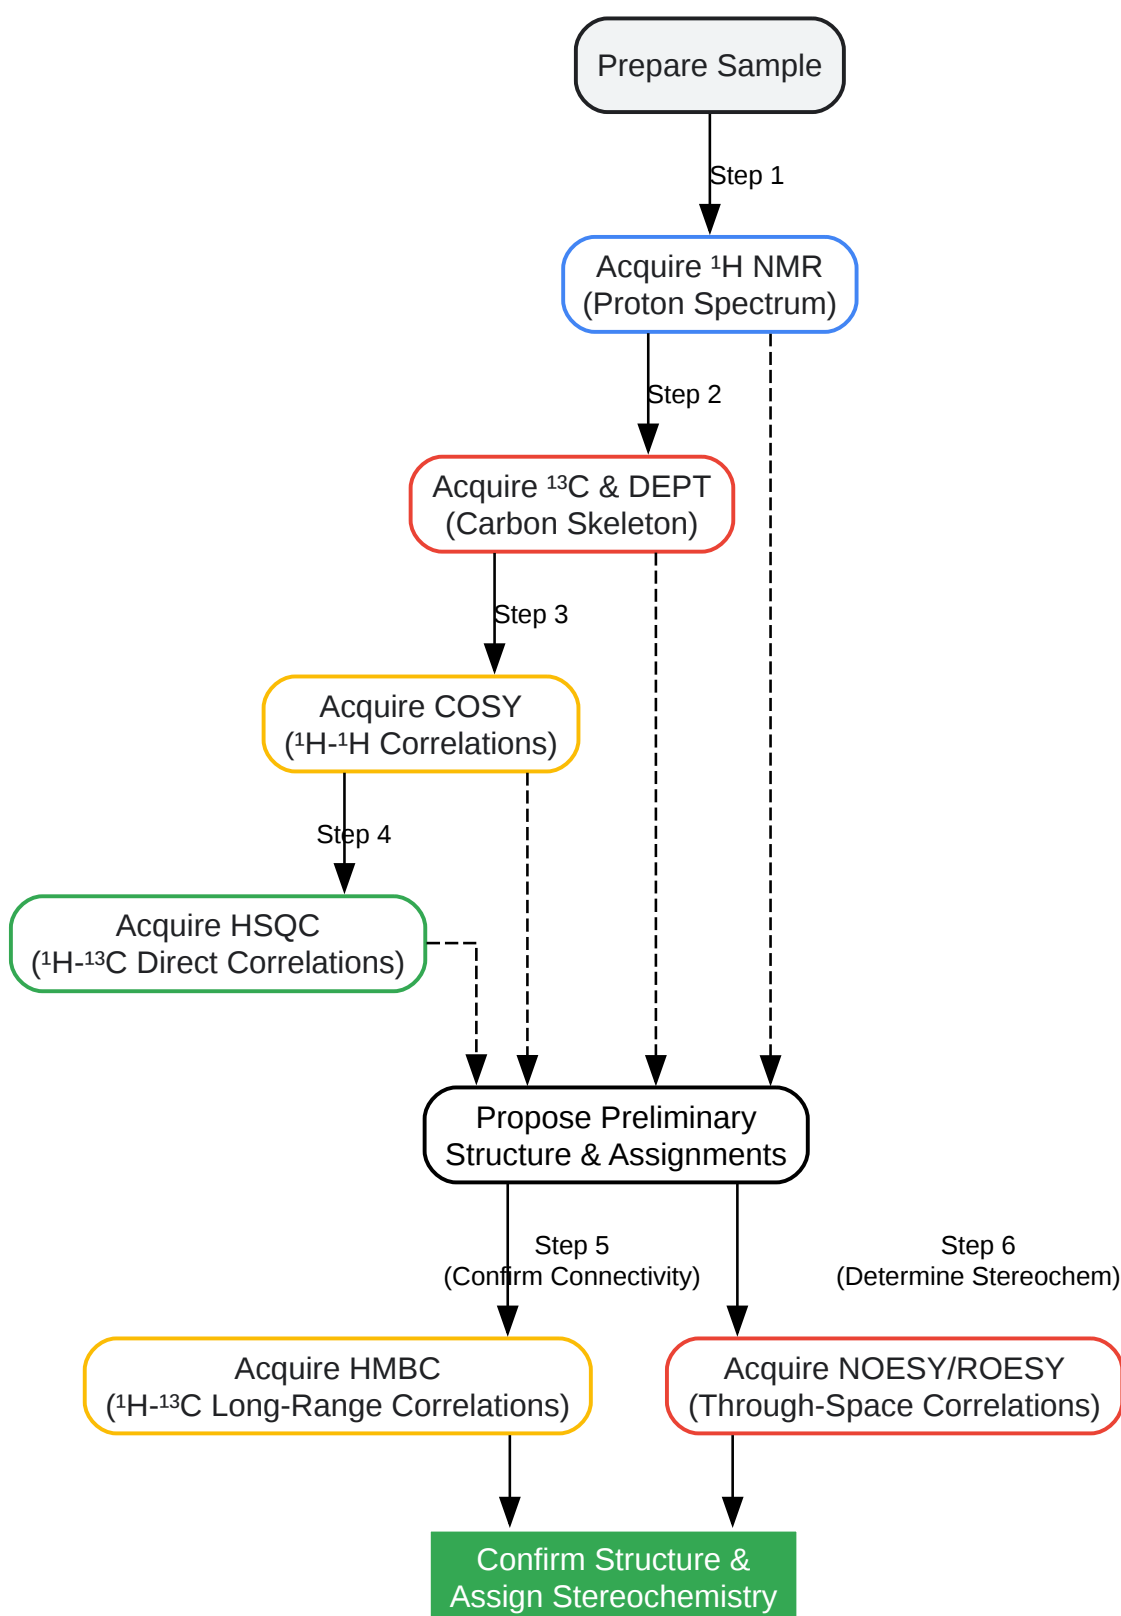 Prepare Sample
Step 1
Acquire ¹H NMR
(Proton Spectrum)
Step 2
Acquire ¹³C & DEPT
(Carbon Skeleton)
Step 3
Acquire COSY
(¹H-¹H Correlations)
Step 4
Acquire HSQC
(¹H-¹³C Direct Correlations)
Propose Preliminary
Structure & Assignments
Step 5
(Confirm Connectivity)
Step 6
(Determine Stereochem)
Acquire HMBC
(¹H-¹³C Long-Range Correlations)
Acquire NOESY/ROESY
(Through-Space Correlations)
Confirm Structure &
Assign Stereochemistry